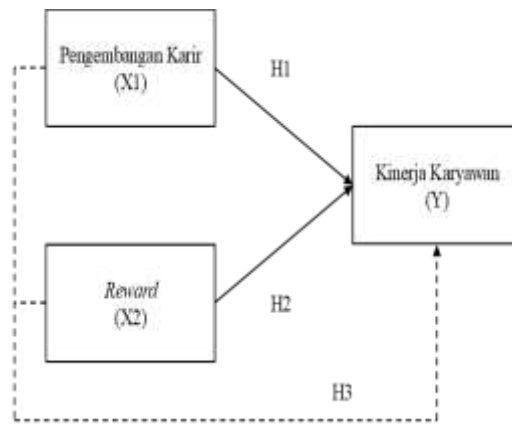 Pengembangan Karir
(X1)
H1
Kinerja Karyawan
(Y)
Reward
(X2)
H2
H3